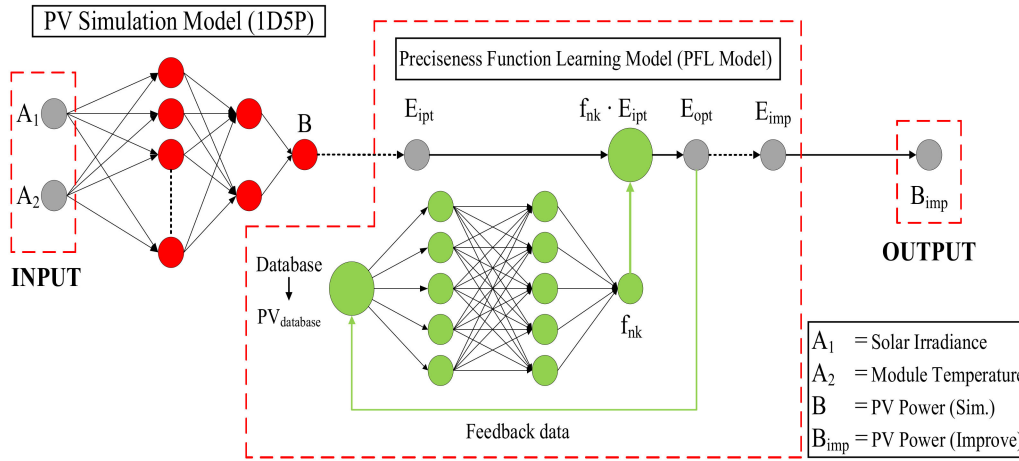 PV Simulation Model (1D5P)
Preciseness Function Learning Model (PFL Model)
A1
A2
INPUT
B
Eipt
fnk · Eipt
Eopt
Eimp
Bimp
OUTPUT
Database
PVdatabase
fnk
Feedback data
A1 = Solar Irradiance
A2 = Module Temperature
B = PV Power (Sim.)
Bimp = PV Power (Improve)